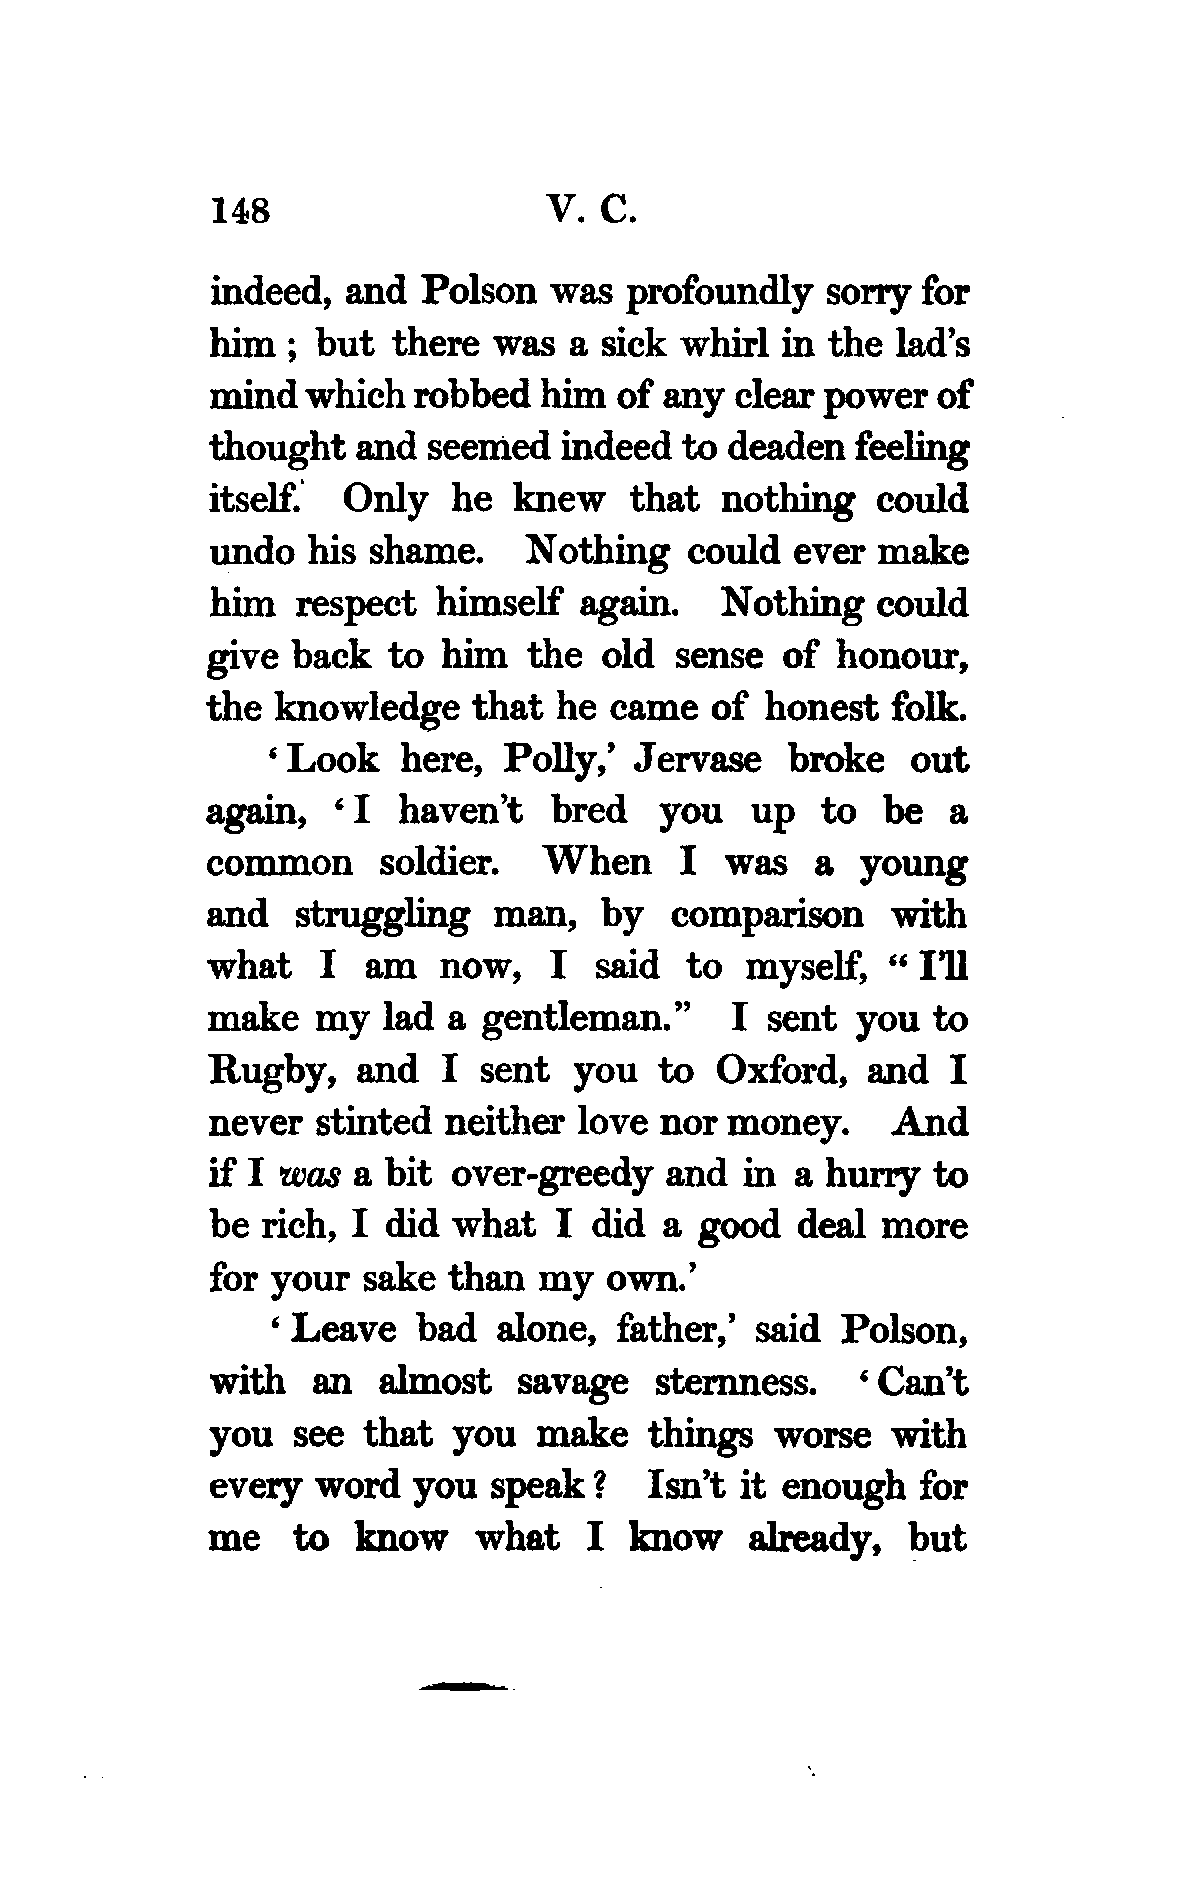 148 V. C.
indeed, and Polson was profoundly sorry for
him ; but there was a sick whirl in the lad's
mind which robbed him of any clear power of
thought and seemed indeed to deaden feeling
itself. Only he knew that nothing could
undo his shame. Nothing could ever make
him respect himself again. Nothing could
give back to him the old sense of honour,
the knowledge that he came of honest folk.
' Look here, Polly,' Jervase broke out
again, ' I haven't bred you up to be a
common soldier. When I was a young
and struggling man, by comparison with
what I am now, I said to myself, " I'll
make my lad a gentleman." I sent you to
Rugby, and I sent you to Oxford, and I
never stinted neither love nor money. And
if I was a bit over-greedy and in a hurry to
be rich, I did what I did a good deal more
for your sake than my own.'
' Leave bad alone, father,' said Polson,
with an almost savage sternness. ' Can't
you see that you make things worse with
every word you speak ? Isn't it enough for
me to know what I know already, but